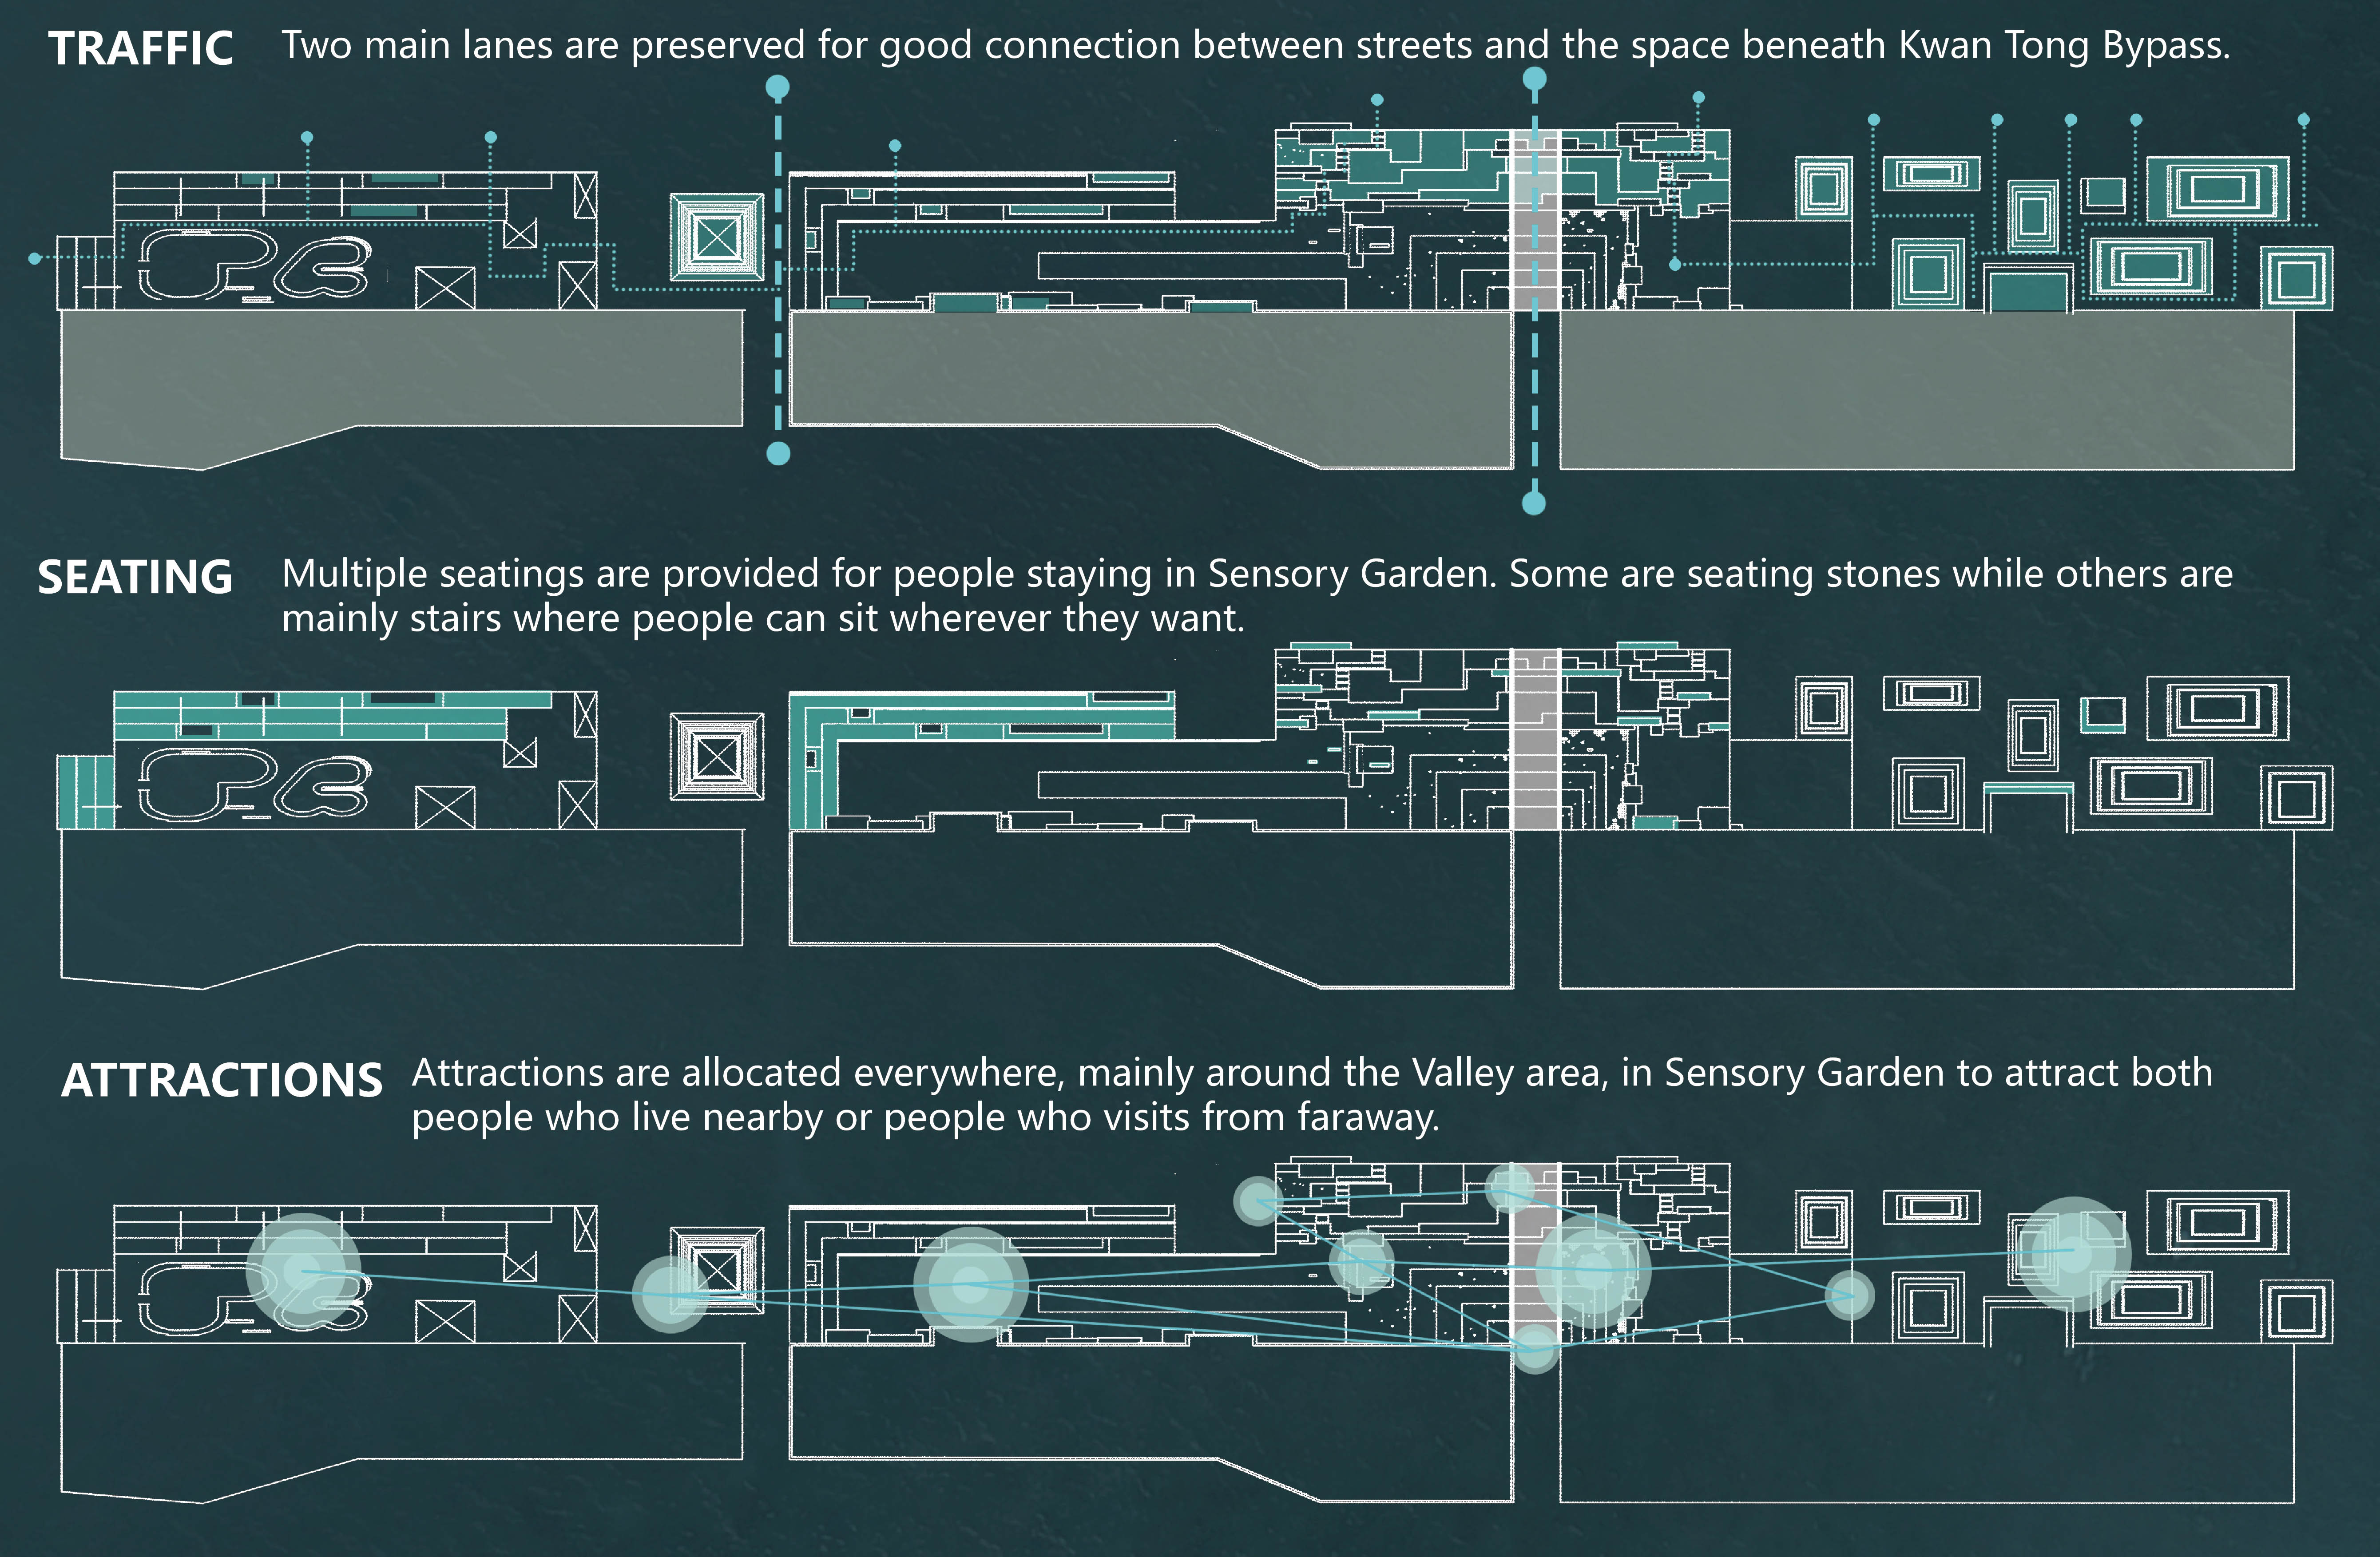 TRAFFIC Two main lanes are preserved for good connection between streets and the space beneath Kwan Tong Bypass.
SEATING Multiple seatings are provided for people staying in Sensory Garden. Some are seating stones while others are
mainly stairs where people can sit wherever they want.
ATTRACTIONS Attractions are allocated everywhere, mainly around the Valley area, in Sensory Garden to attract both
people who live nearby or people who visits from faraway.